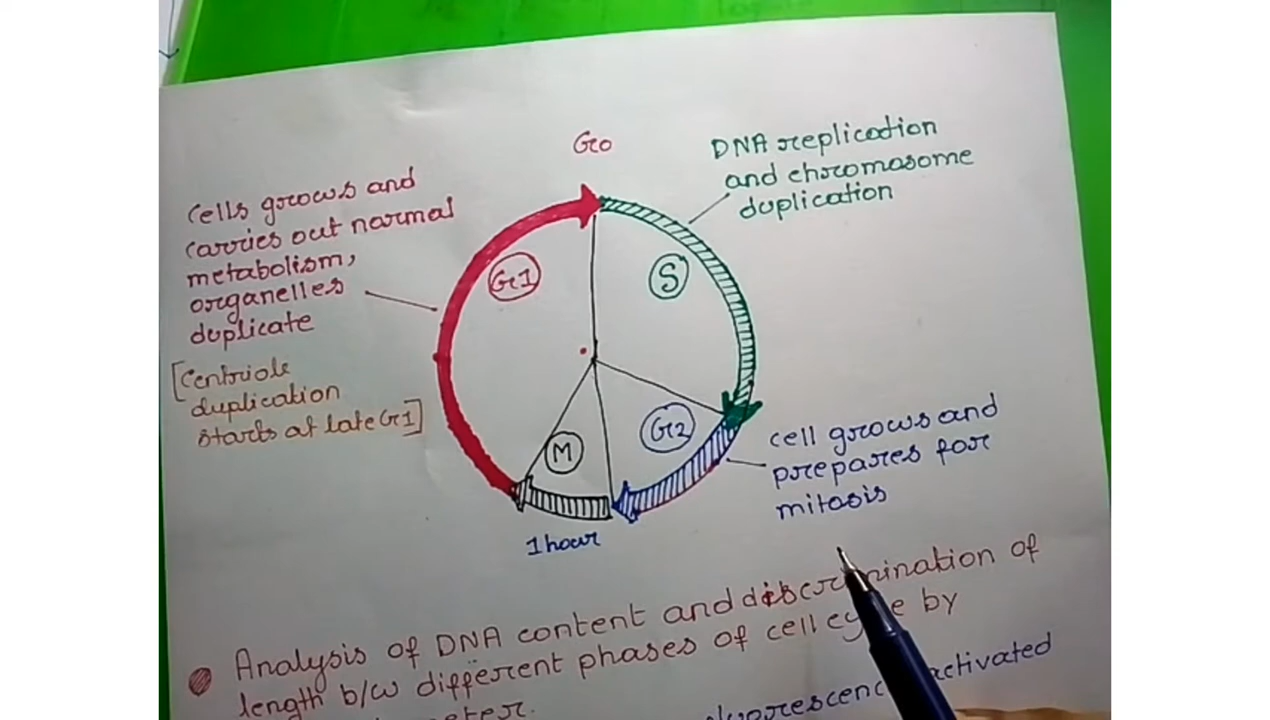 G0
DNA replication
and chromosome
duplication
cells grows and
carries out normal
metabolism,
organelles
duplicate
[Centriole
duplication
starts at late G1]
G1
S
G2
M
cell grows and
prepares for
mitosis
1 hour
Analysis of DNA content and discrimination of
length b/w different phases of cell cycle by
activated